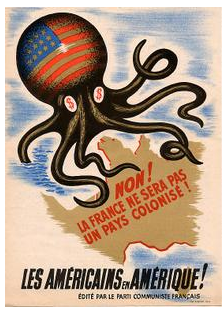 $ $
NON!
LA FRANCE NE SERA PAS
UN PAYS COLONISÉ!
LES AMÉRICAINS EN AMÉRIQUE!
ÉDITÉ PAR LE PARTI COMMUNISTE FRANÇAIS